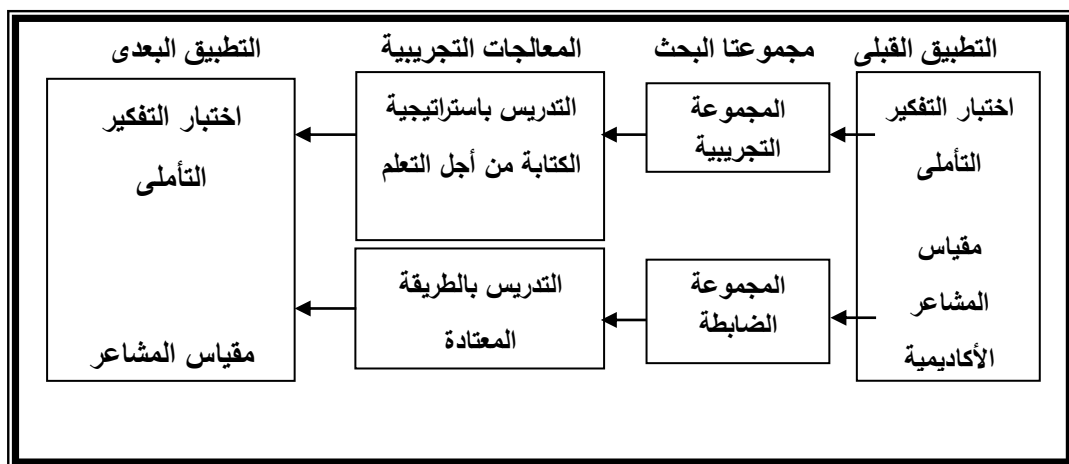 التطبيق القبلى
مجموعتا البحث
المعالجات التجريبية
التطبيق البعدى
اختبار التفكير
التأملى
مقياس
المشاعر
الأكاديمية
المجموعة
التجريبية
المجموعة
الضابطة
التدريس باستراتيجية
الكتابة من أجل التعلم
التدريس بالطريقة
المعتادة
اختبار التفكير
التأملى
مقياس المشاعر